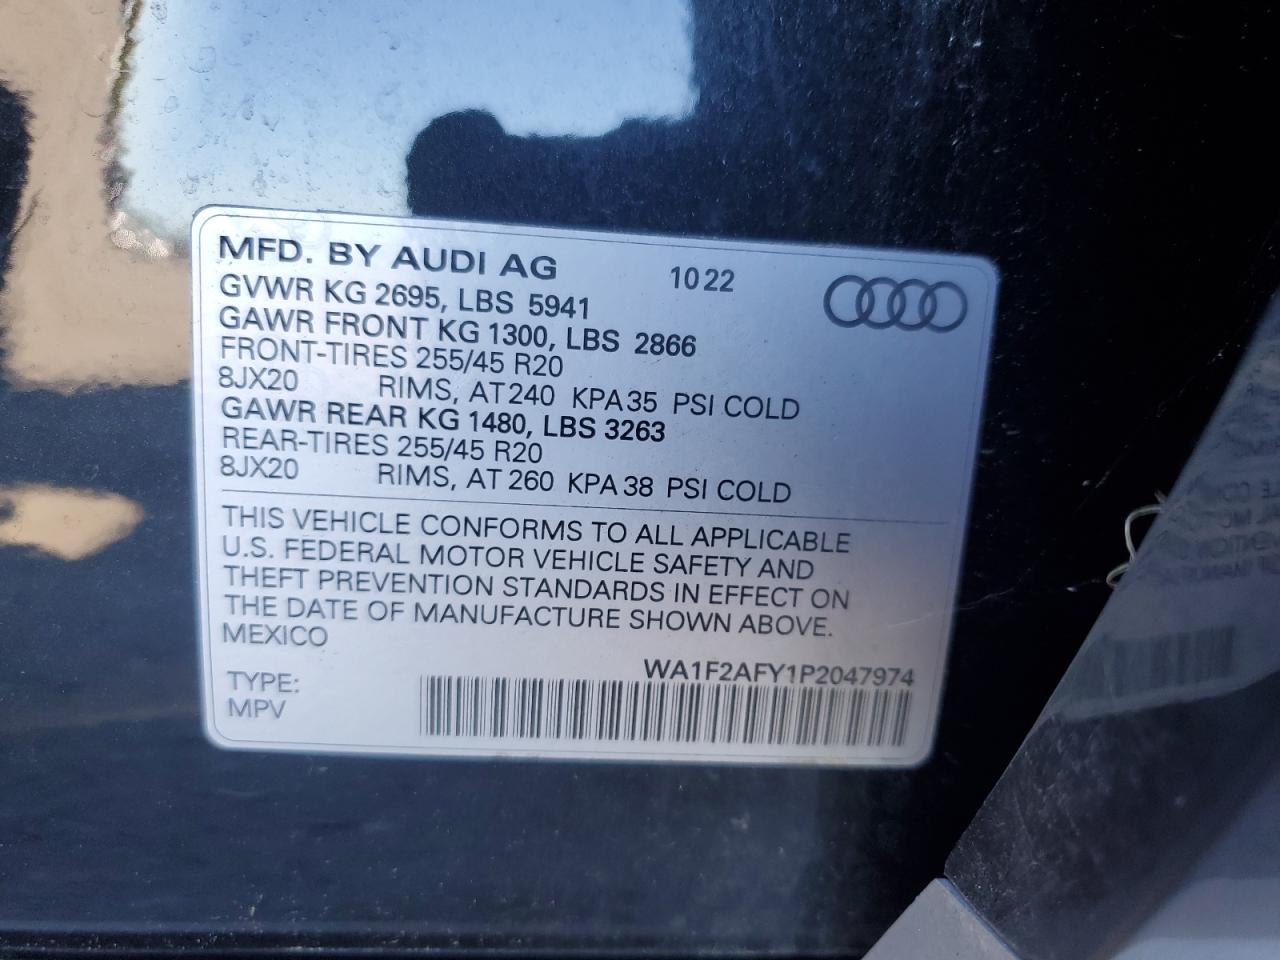 MFD. BY AUDI AG 10 22
GVWR KG 2695, LBS 5941
GAWR FRONT KG 1300, LBS 2866
FRONT-TIRES 255/45 R20
8JX20 RIMS, AT 240 KPA 35 PSI COLD
GAWR REAR KG 1480, LBS 3263
REAR-TIRES 255/45 R20
8JX20 RIMS, AT 260 KPA 38 PSI COLD
THIS VEHICLE CONFORMS TO ALL APPLICABLE
U.S. FEDERAL MOTOR VEHICLE SAFETY AND
THEFT PREVENTION STANDARDS IN EFFECT ON
THE DATE OF MANUFACTURE SHOWN ABOVE.
MEXICO
WA1F2AFY1P2047974
TYPE:
MPV